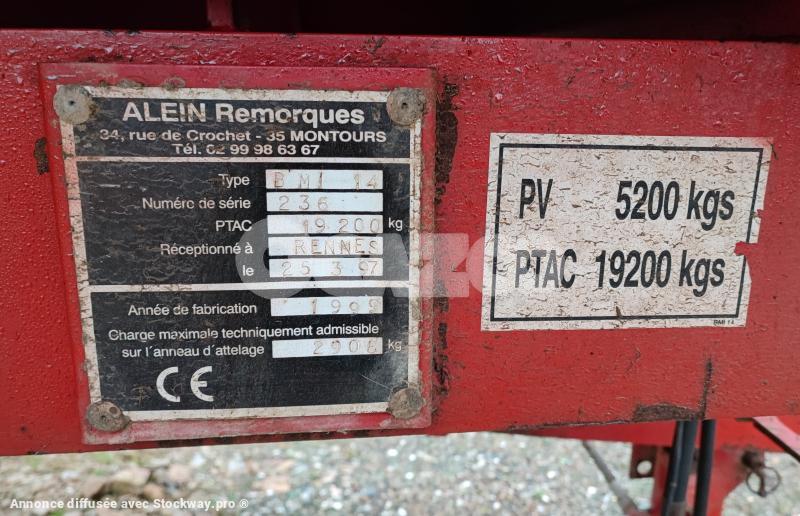 ALEIN Remorques
34, rue de Crochet - 35 MONTOURS
Tél. 02 99 98 63 67
Type BMI 14
Numéro de série 236
PTAC 19 200 kg
Réceptionné à RENNES
le 25 3 97
Année de fabrication 1999
Charge maximale techniquement admissible
sur l'anneau d'attelage 2908 kg
CE
PV 5200 kgs
PTAC 19200 kgs
BMI 14
Annonce diffusée avec Stockway.pro ®